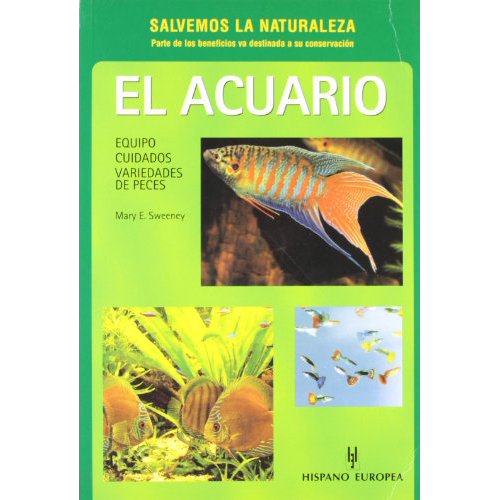 SALVEMOS LA NATURALEZA
Parte de los beneficios va destinada a su conservación
EL ACUARIO
EQUIPO
CUIDADOS
VARIEDADES
DE PECES
Mary E. Sweeney
HISPANO EUROPEA